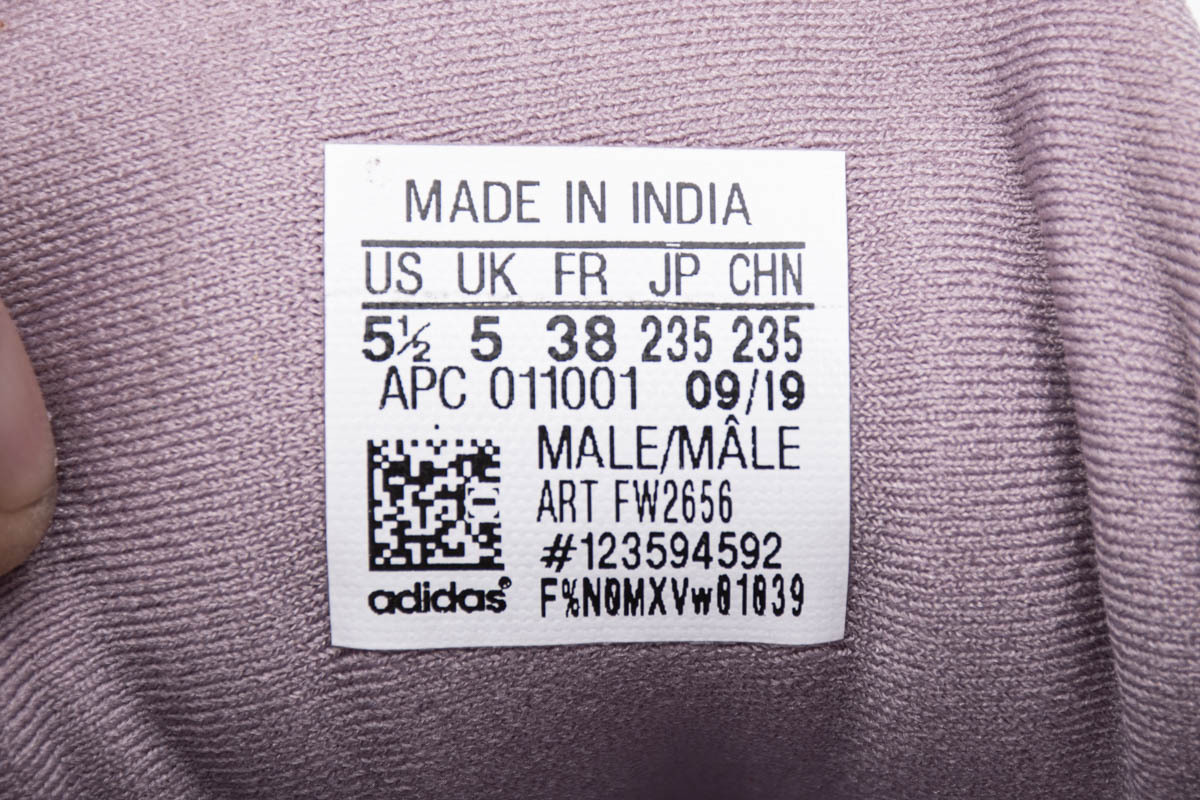 MADE IN INDIA
US UK FR JP CHN
5½ 5 38 235 235
APC 011001 09/19
MALE/MÂLE
ART FW2656
#123594592
adidas® F%N0MXVw01039